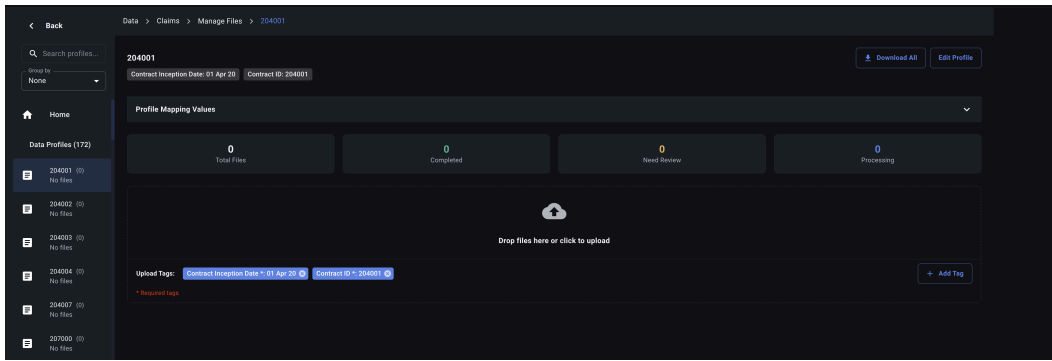 Back
Data > Claims > Manage Files > 204001
Search profiles...
Group by
None
Home
Data Profiles (172)
204001 (0)
No files
204002 (0)
No files
204003 (0)
No files
204004 (0)
No files
204007 (0)
No files
207000 (0)
No files
204001
Contract Inception Date: 01 Apr 20 Contract ID: 204001
Download All Edit Profile
Profile Mapping Values
0
Total Files
0
Completed
0
Need Review
0
Processing
Drop files here or click to upload
Upload Tags: Contract Inception Date *: 01 Apr 20 Contract ID *: 204001
+ Add Tag
* Required tags